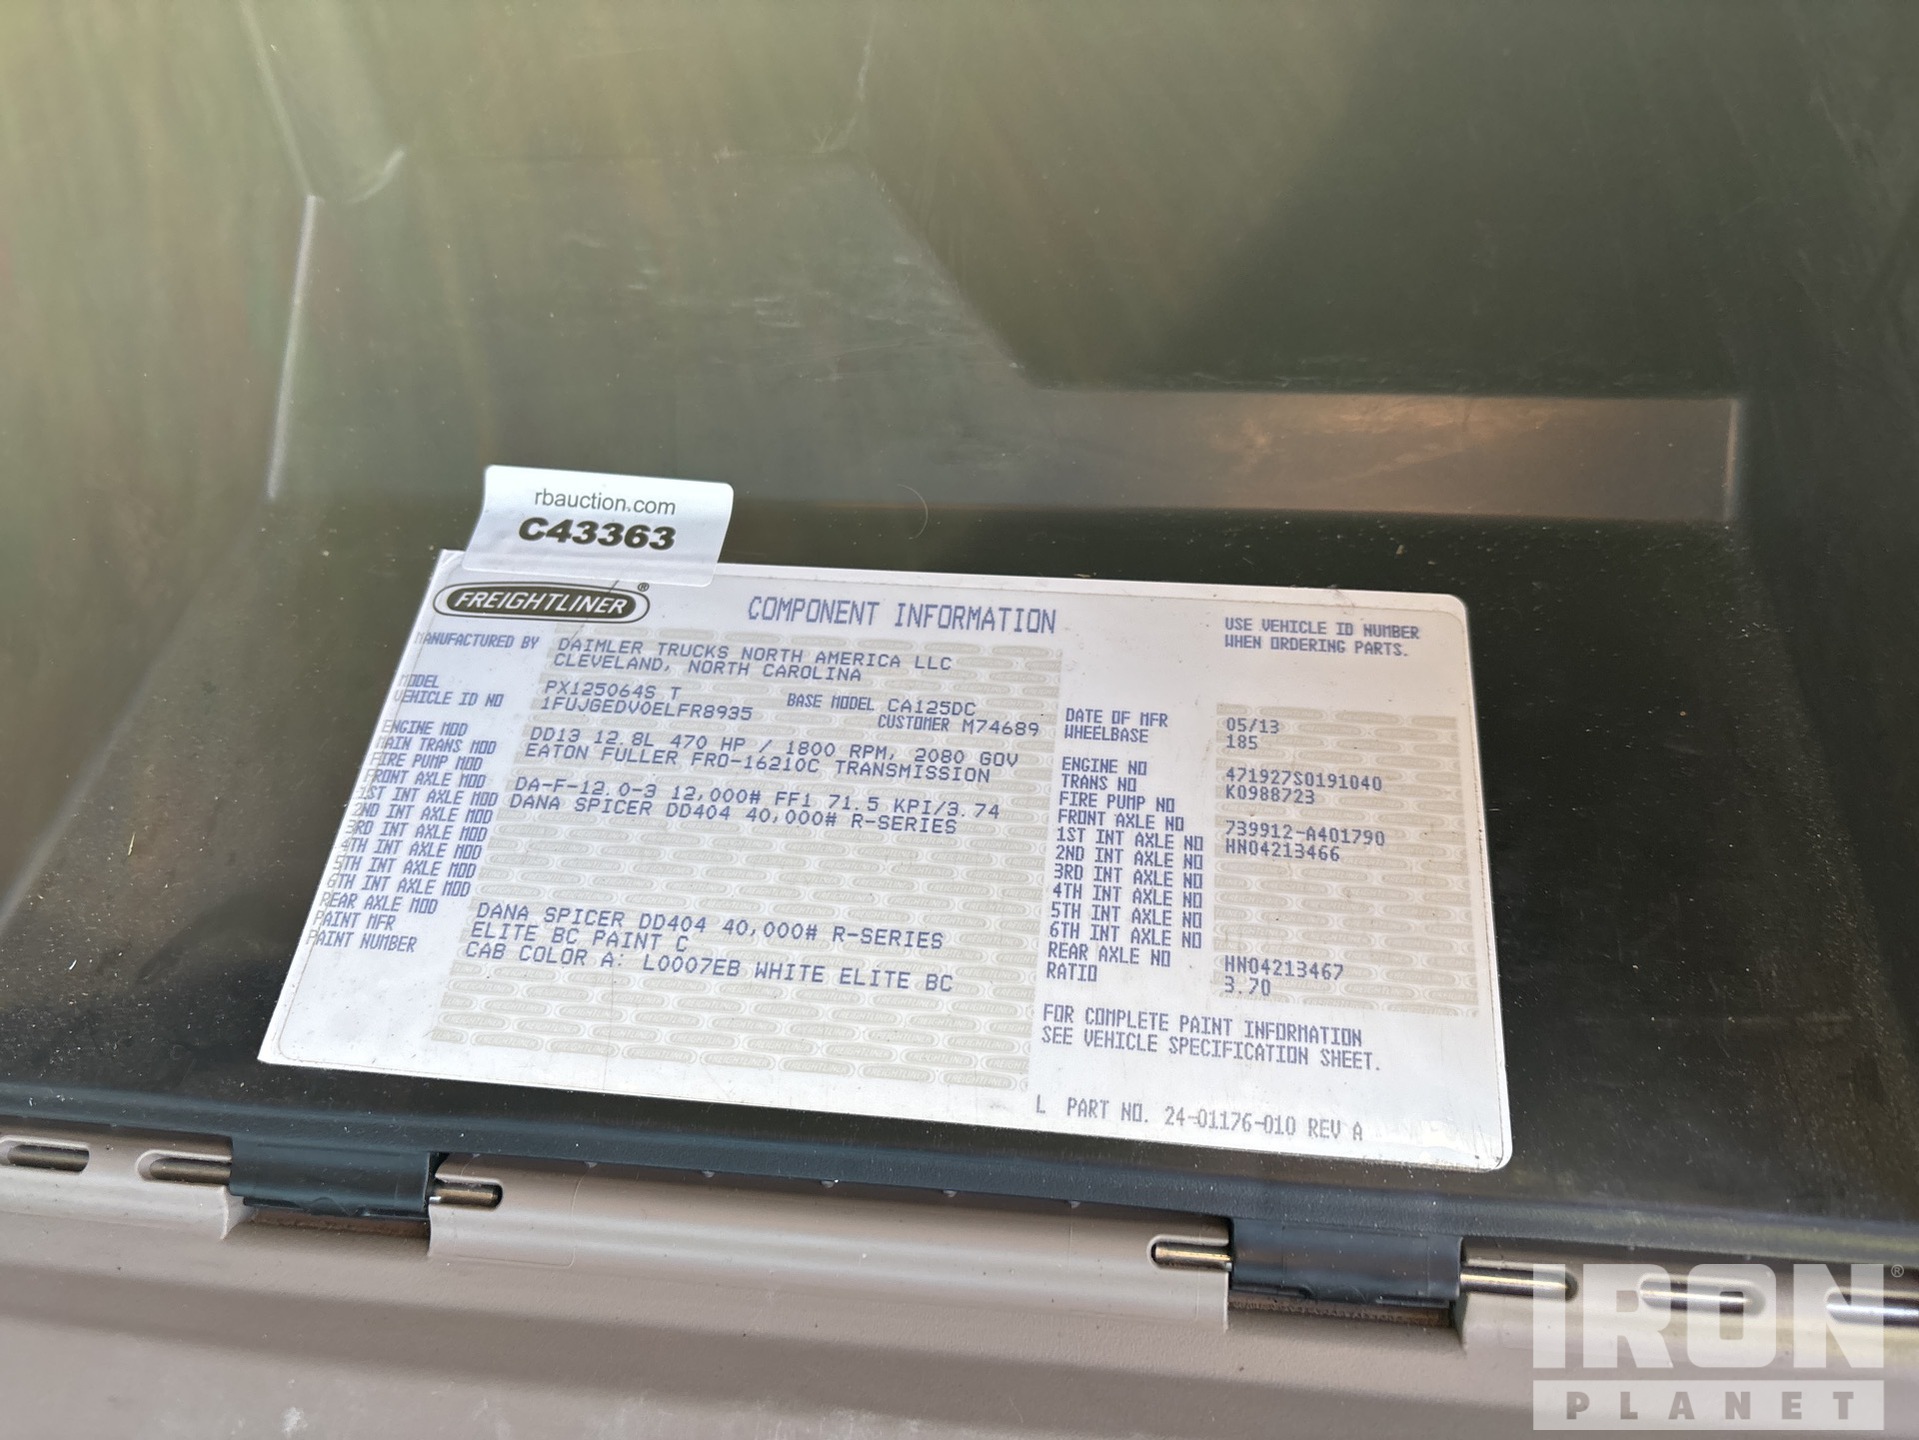 rbauction.com
C43363
FREIGHTLINER®
COMPONENT INFORMATION
USE VEHICLE ID NUMBER
WHEN ORDERING PARTS.
MANUFACTURED BY DAIMLER TRUCKS NORTH AMERICA LLC
CLEVELAND, NORTH CAROLINA
MODEL PX125064S T BASE MODEL CA125DC
VEHICLE ID NO 1FUJGEDV0ELFR8935 CUSTOMER M74689
ENGINE MOD DD13 12.8L 470 HP / 1800 RPM, 2080 GOV
MAIN TRANS MOD EATON FULLER FRO-16210C TRANSMISSION
FIRE PUMP MOD
FRONT AXLE MOD DA-F-12.0-3 12,000# FF1 71.5 KPI/3.74
1ST INT AXLE MOD DANA SPICER DD404 40,000# R-SERIES
2ND INT AXLE MOD
3RD INT AXLE MOD
4TH INT AXLE MOD
5TH INT AXLE MOD
6TH INT AXLE MOD
REAR AXLE MOD DANA SPICER DD404 40,000# R-SERIES
PAINT MFR ELITE BC PAINT C
PAINT NUMBER CAB COLOR A: L0007EB WHITE ELITE BC
DATE OF MFR 05/13
WHEELBASE 185
ENGINE NO 471927S0191040
TRANS NO K0988723
FIRE PUMP NO
FRONT AXLE NO 739912-A401790
1ST INT AXLE NO HN04213466
2ND INT AXLE NO
3RD INT AXLE NO
4TH INT AXLE NO
5TH INT AXLE NO
6TH INT AXLE NO
REAR AXLE NO HN04213467
RATIO 3.70
FOR COMPLETE PAINT INFORMATION
SEE VEHICLE SPECIFICATION SHEET.
L PART NO. 24-01176-010 REV A
IRON®
PLANET